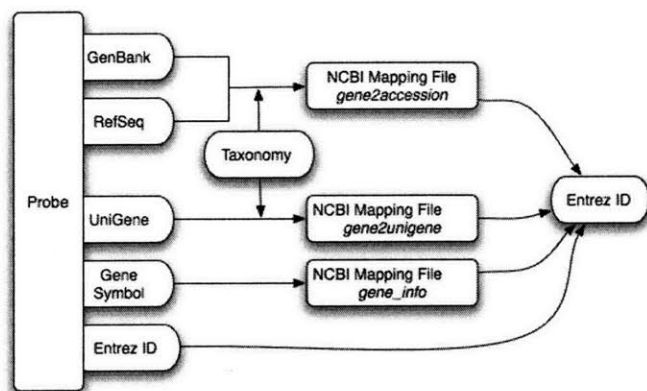 Probe
GenBank
RefSeq
Taxonomy
UniGene
Gene
Symbol
Entrez ID
NCBI Mapping File
gene2accession
NCBI Mapping File
gene2unigene
NCBI Mapping File
gene_info
Entrez ID